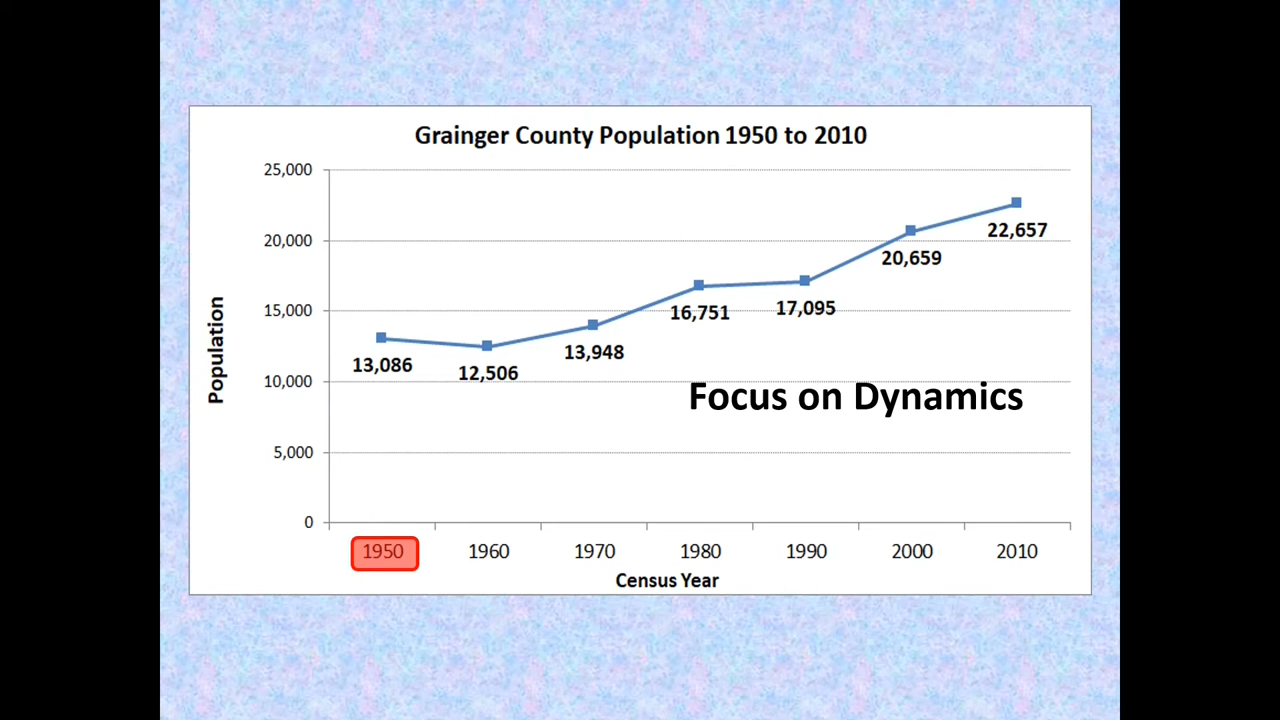 Grainger County Population 1950 to 2010
25,000
20,000
15,000
10,000
5,000
0
Population
13,086
12,506
13,948
16,751
17,095
20,659
22,657
Focus on Dynamics
1950 1960 1970 1980 1990 2000 2010
Census Year